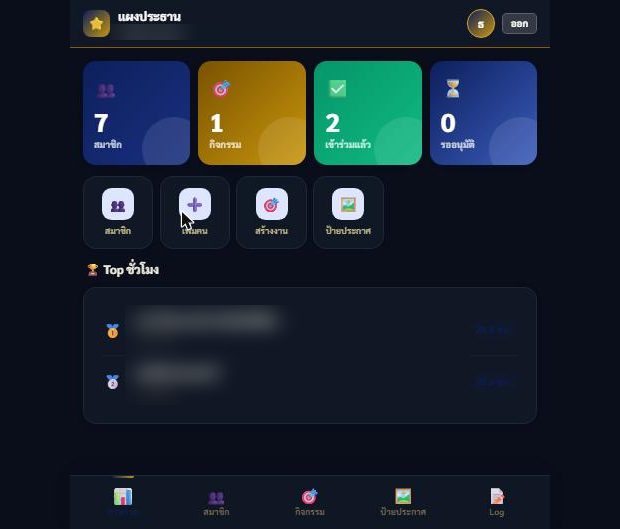 แผงประธาน
ธ
ออก
7
สมาชิก
1
กิจกรรม
2
เข้าร่วมแล้ว
0
รออนุมัติ
สมาชิก
เพิ่มคน
สร้างงาน
ป้ายประกาศ
Top ชั่วโมง
1
2
สมาชิก
กิจกรรม
ป้ายประกาศ
Log